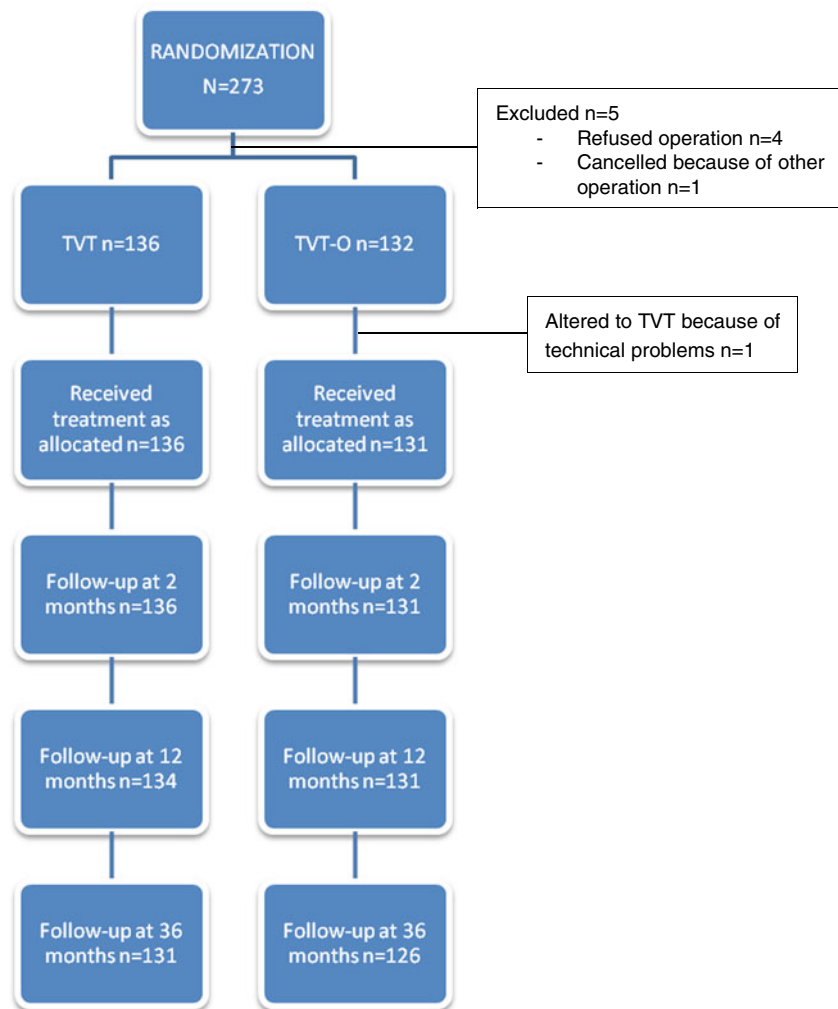 RANDOMIZATION
N=273
Excluded n=5
- Refused operation n=4
- Cancelled because of other
operation n=1
TVT n=136
TVT-O n=132
Altered to TVT because of
technical problems n=1
Received
treatment as
allocated n=136
Received
treatment as
allocated n=131
Follow-up at 2
months n=136
Follow-up at 2
months n=131
Follow-up at 12
months n=134
Follow-up at 12
months n=131
Follow-up at 36
months n=131
Follow-up at 36
months n=126